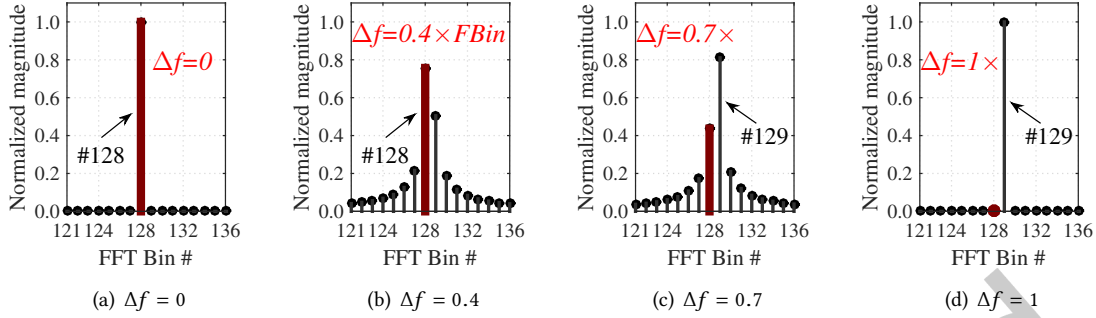 Normalized magnitude
1.0
0.8
0.6
0.4
0.2
0.0
Δf=0
#128
121 124 128 132 136
FFT Bin #
(a) Δf = 0
Normalized magnitude
1.0
0.8
0.6
0.4
0.2
0.0
Δf=0.4×FBin
#128
121 124 128 132 136
FFT Bin #
(b) Δf = 0.4
Normalized magnitude
1.0
0.8
0.6
0.4
0.2
0.0
Δf=0.7×
#129
121 124 128 132 136
FFT Bin #
(c) Δf = 0.7
Normalized magnitude
1.0
0.8
0.6
0.4
0.2
0.0
Δf=1×
#129
121 124 128 132 136
FFT Bin #
(d) Δf = 1